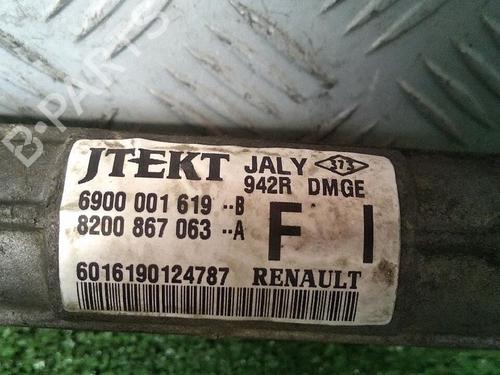 B-PARTS
JTEKT JALY 373
942R DMGE
6900 001 619 --B
8200 867 063 --A
F I
6016190124787 RENAULT